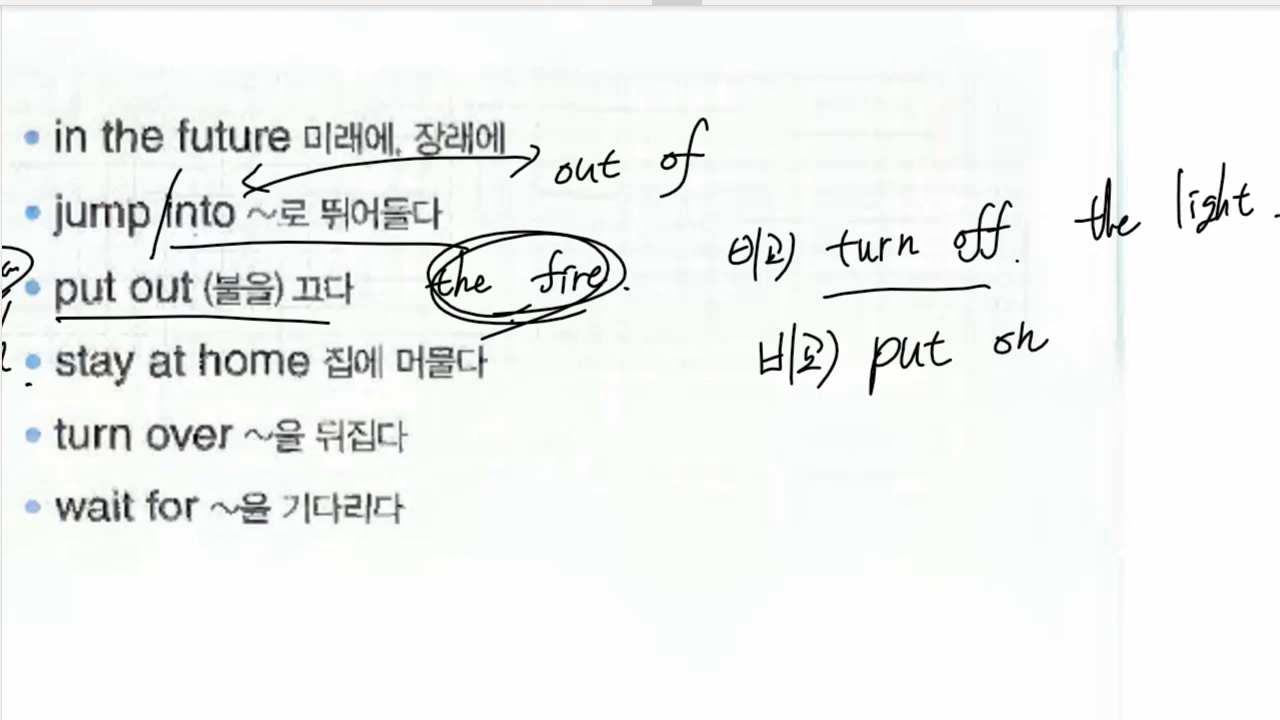 • in the future 미래에, 장래에
out of
• jump into ~로 뛰어들다
비교) turn off. the light.
• put out (불을) 끄다 the fire.
비교) put on
• stay at home 집에 머물다
• turn over ~을 뒤집다
• wait for ~을 기다리다